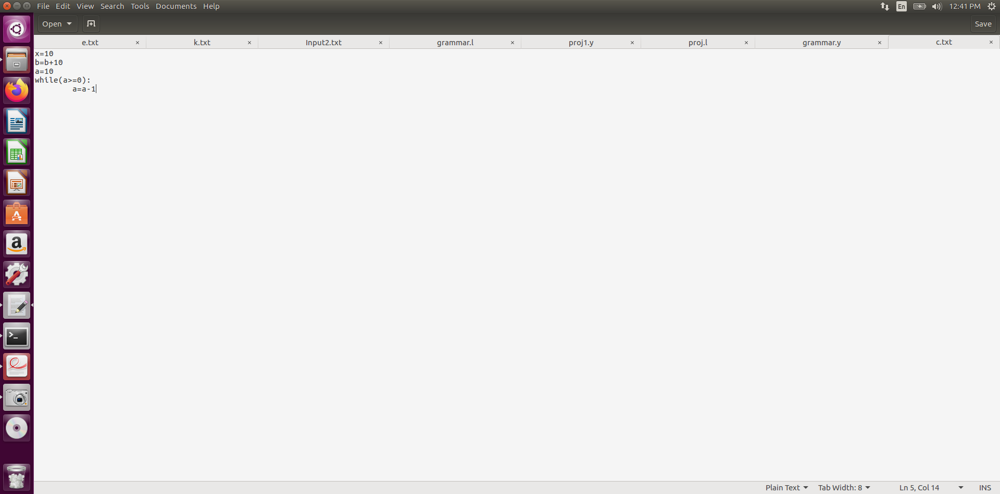 File Edit View Search Tools Documents Help En 12:41 PM
Open Save
e.txt × k.txt × Input2.txt × grammar.l × proj1.y × proj.l × grammar.y × c.txt ×
x=10
b=b+10
a=10
while(a>=0):
        a=a-1
Plain Text Tab Width: 8 Ln 5, Col 14 INS